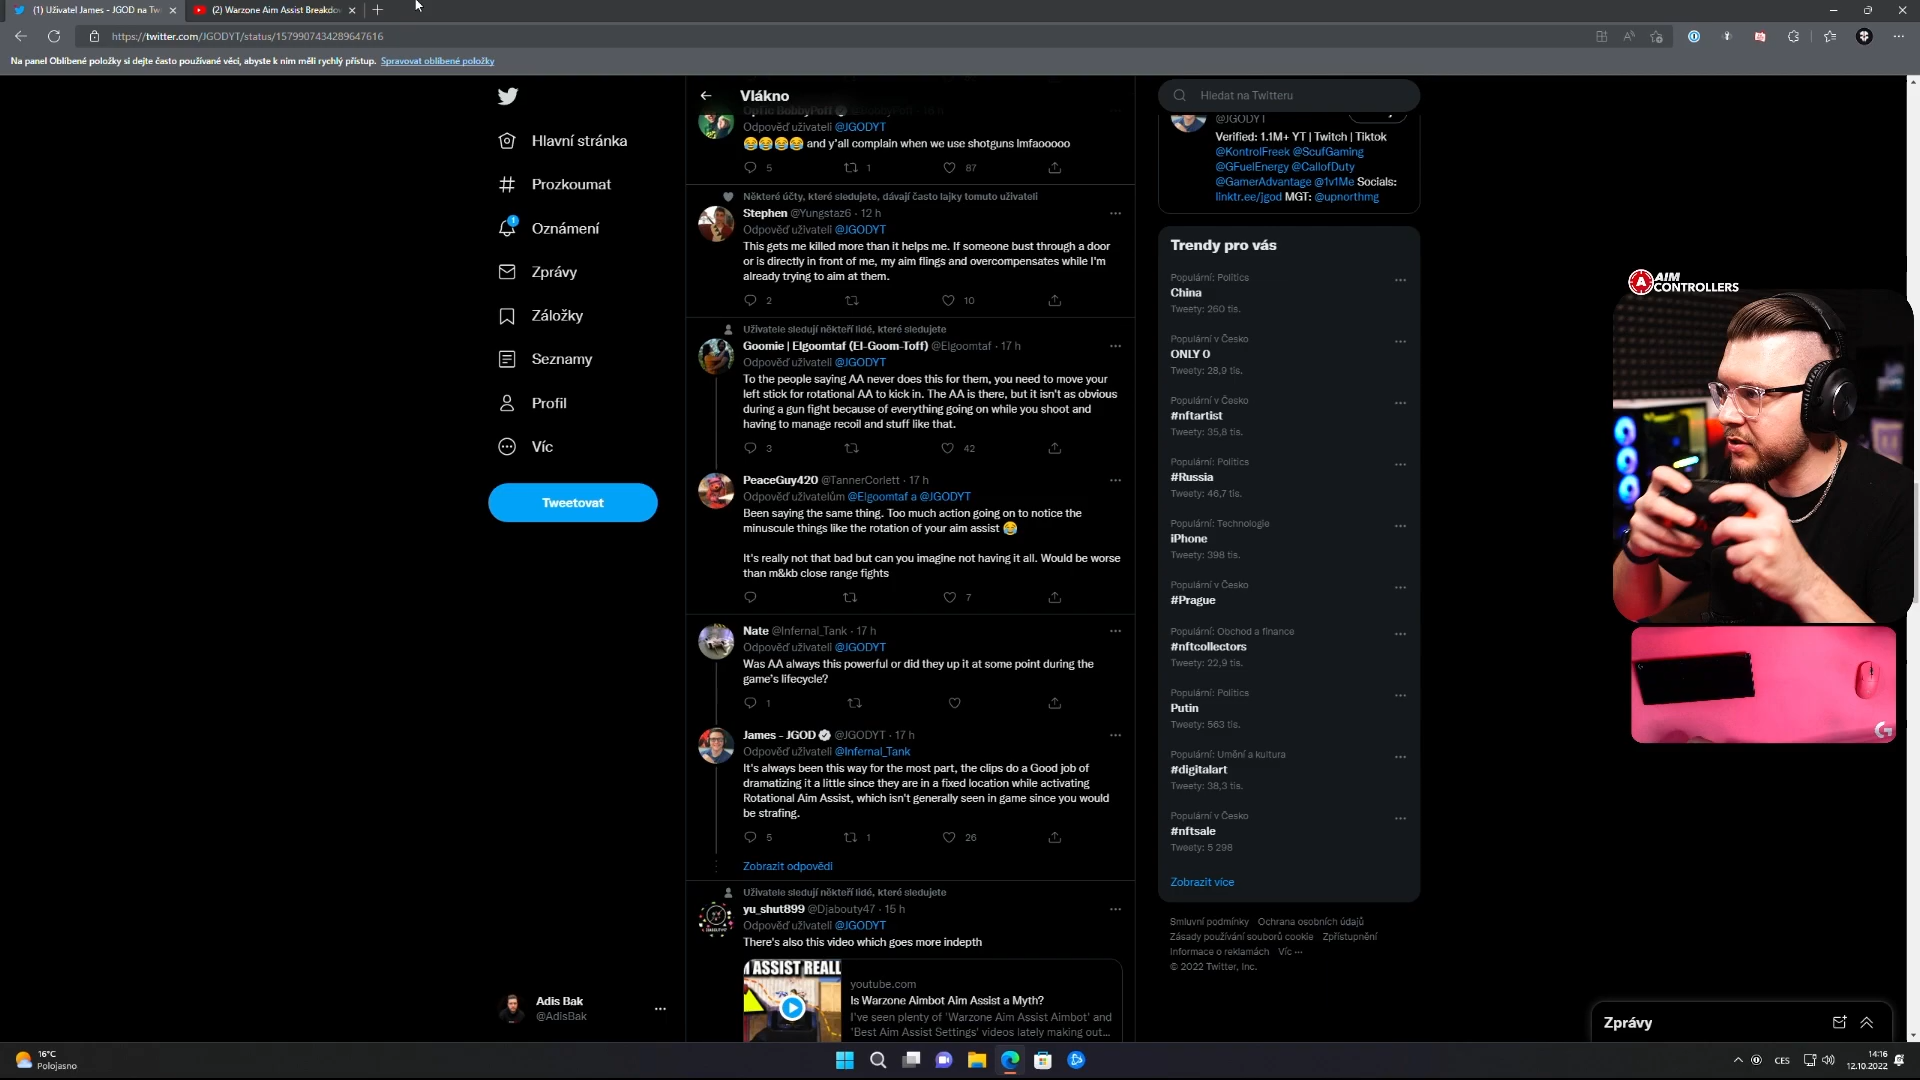 (1) Uživatel James - JGOD na Tw
(2) Warzone Aim Assist Breakdo
https://twitter.com/JGODYT/status/1579907434289647616
Na panel Oblíbené položky si dejte často používané věci, abyste k nim měli rychlý přístup. Spravovat oblíbené položky
Hlavní stránka
Prozkoumat
1
Oznámení
Zprávy
Záložky
Seznamy
Profil
Víc
Tweetovat
Adis Bak
@AdisBak
Vlákno
Odpověď uživateli @JGODYT
😂😂😂😂 and y'all complain when we use shotguns lmfaooooo
5 1 87
Některé účty, které sledujete, dávají často lajky tomuto uživateli
Stephen @Yungstaz6 · 12 h
Odpověď uživateli @JGODYT
This gets me killed more than it helps me. If someone bust through a door
or is directly in front of me, my aim flings and overcompensates while I'm
already trying to aim at them.
2 10
Uživatele sledují někteří lidé, které sledujete
Goomie | Elgoomtaf (El-Goom-Toff) @Elgoomtaf · 17 h
Odpověď uživateli @JGODYT
To the people saying AA never does this for them, you need to move your
left stick for rotational AA to kick in. The AA is there, but it isn't as obvious
during a gun fight because of everything going on while you shoot and
having to manage recoil and stuff like that.
3 42
PeaceGuy420 @TannerCorlett · 17 h
Odpověď uživatelům @Elgoomtaf a @JGODYT
Been saying the same thing. Too much action going on to notice the
minuscule things like the rotation of your aim assist 😂
It's really not that bad but can you imagine not having it all. Would be worse
than m&kb close range fights
7
Nate @Infernal_Tank · 17 h
Odpověď uživateli @JGODYT
Was AA always this powerful or did they up it at some point during the
game's lifecycle?
1
James - JGOD @JGODYT · 17 h
Odpověď uživateli @Infernal_Tank
It's always been this way for the most part, the clips do a Good job of
dramatizing it a little since they are in a fixed location while activating
Rotational Aim Assist, which isn't generally seen in game since you would
be strafing.
5 1 26
Zobrazit odpovědi
Uživatele sledují někteří lidé, které sledujete
yu_shut899 @Djabouty47 · 15 h
Odpověď uživateli @JGODYT
There's also this video which goes more indepth
M ASSIST REALL
youtube.com
Is Warzone Aimbot Aim Assist a Myth?
I've seen plenty of 'Warzone Aim Assist Aimbot' and
'Best Aim Assist Settings' videos lately making out...
Hledat na Twitteru
@JGODYT
Verified: 1.1M+ YT | Twitch | Tiktok
@KontrolFreek @ScufGaming
@GFuelEnergy @CallofDuty
@GamerAdvantage @1v1Me Socials:
linktr.ee/jgod MGT: @upnorthmg
Trendy pro vás
Populární: Politics
China
Tweety: 260 tis.
Populární v Česko
ONLY O
Tweety: 28,9 tis.
Populární v Česko
#nftartist
Tweety: 35,8 tis.
Populární: Politics
#Russia
Tweety: 46,7 tis.
Populární: Technologie
iPhone
Tweety: 398 tis.
Populární v Česko
#Prague
Populární: Obchod a finance
#nftcollectors
Tweety: 22,9 tis.
Populární: Politics
Putin
Tweety: 563 tis.
Populární: Umění a kultura
#digitalart
Tweety: 38,3 tis.
Populární v Česko
#nftsale
Tweety: 5 298
Zobrazit více
Smluvní podmínky Ochrana osobních údajů
Zásady používání souborů cookie Zpřístupnění
Informace o reklamách Víc ···
© 2022 Twitter, Inc.
AIM
CONTROLLERS
Zprávy
16°C
Polojasno
CES
14:16
12.10.2022